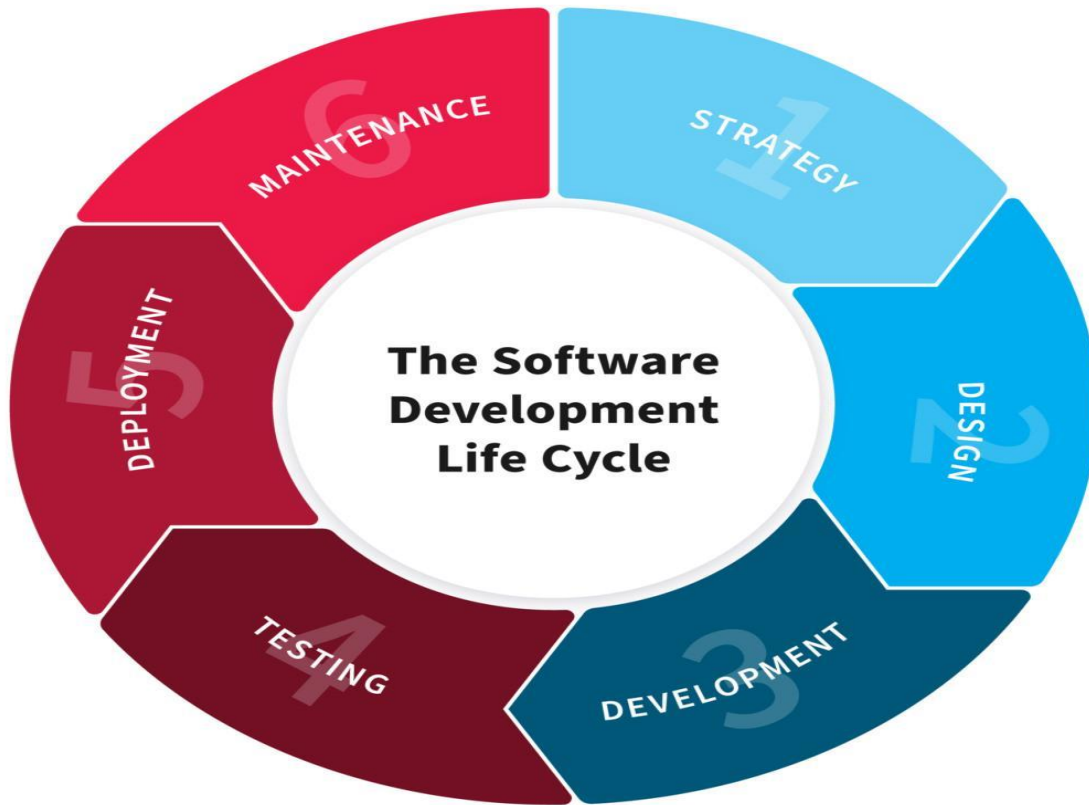 The Software
Development
Life Cycle
1
STRATEGY
2
DESIGN
3
DEVELOPMENT
4
TESTING
5
DEPLOYMENT
6
MAINTENANCE